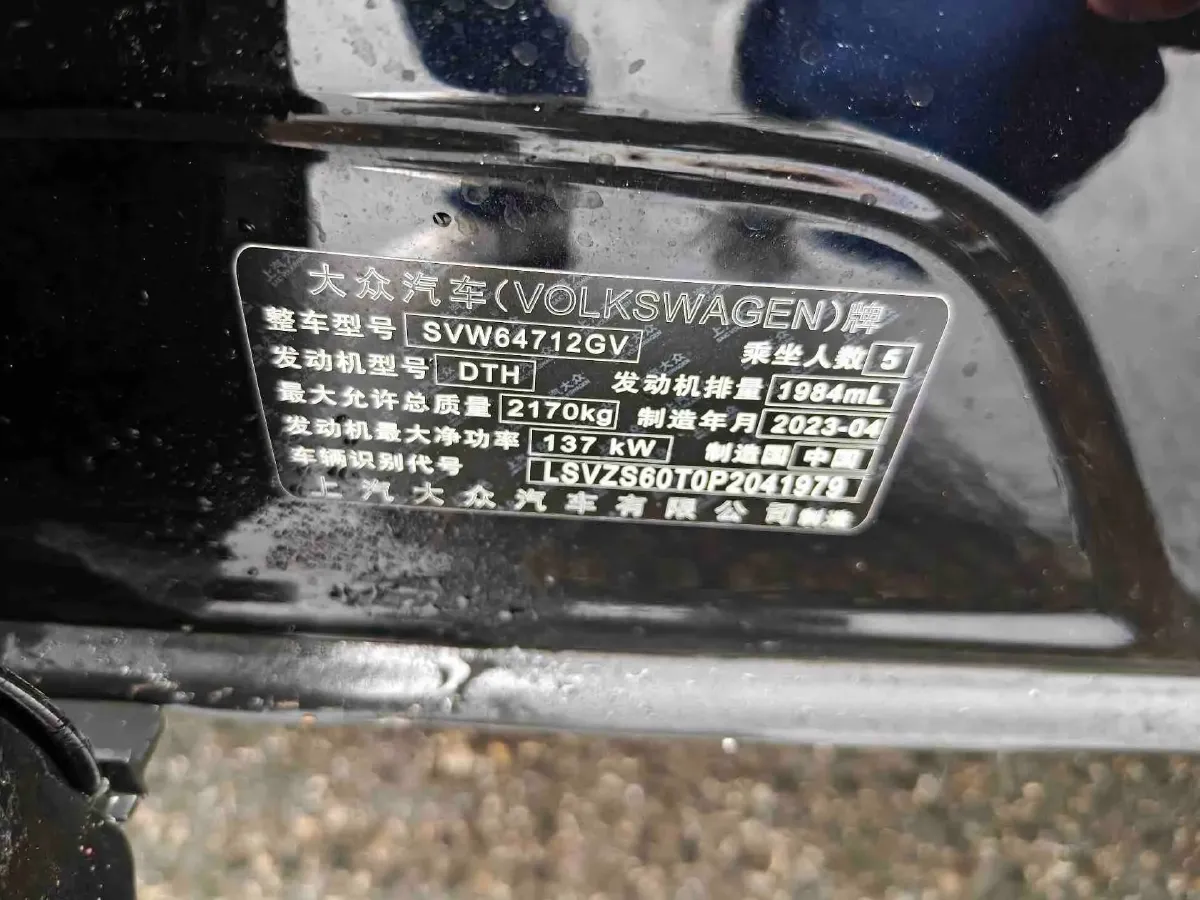 大众汽车(VOLKSWAGEN)牌
整车型号 SVW64712GV 乘坐人数 5
发动机型号 DTH 发动机排量 1984mL
最大允许总质量 2170kg 制造年月 2023-04
发动机最大净功率 137 kW 制造国 中国
车辆识别代号 LSVZS60T0P2041979
上汽大众汽车有限公司制造